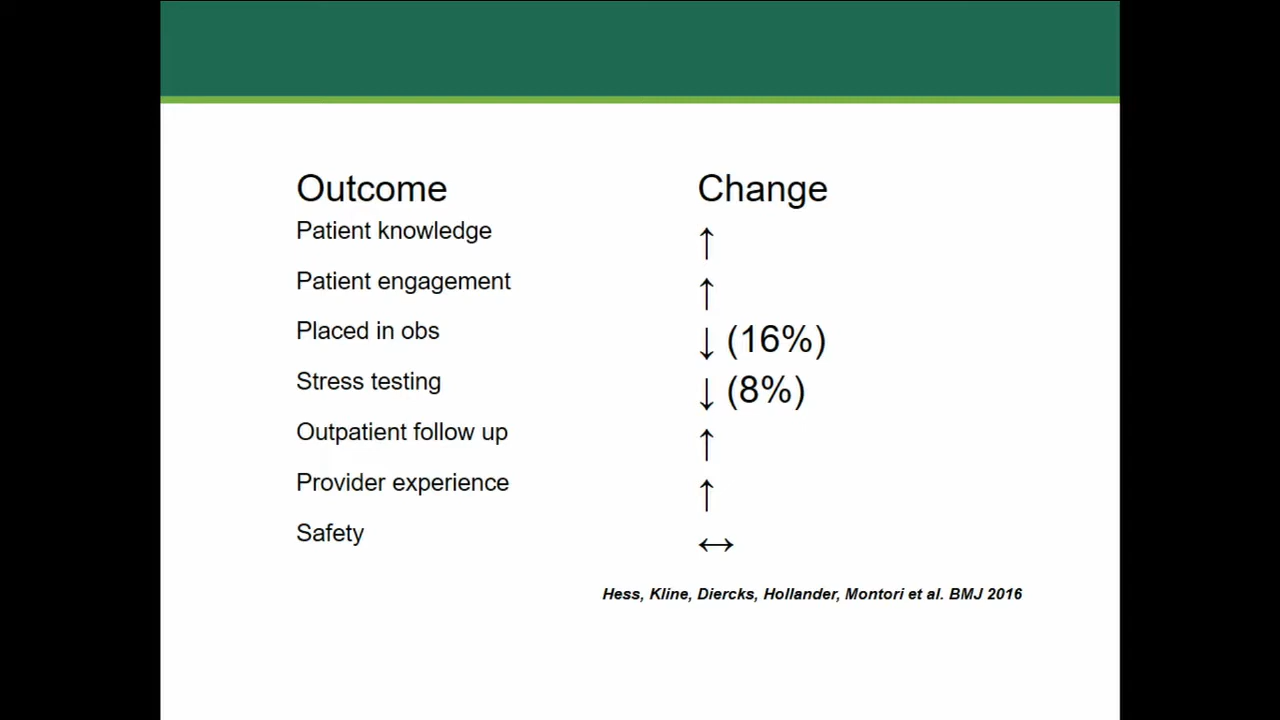 Outcome Change
Patient knowledge ↑
Patient engagement ↑
Placed in obs ↓ (16%)
Stress testing ↓ (8%)
Outpatient follow up ↑
Provider experience ↑
Safety ↔
Hess, Kline, Diercks, Hollander, Montori et al. BMJ 2016